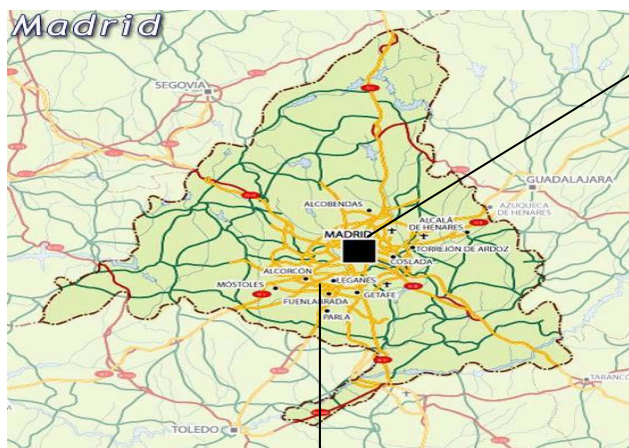 Madrid
SEGOVIA
GUADALAJARA
ALCOBENDAS
AZUQUECA
DE HENARES
ALCALÁ
DE HENARES
MADRID
TORREJÓN DE ARDOZ
COSLADA
ALCORCÓN
LEGANÉS
MÓSTOLES
GETAFE
FUENLABRADA
PARLA
TARANCÓ
TOLEDO